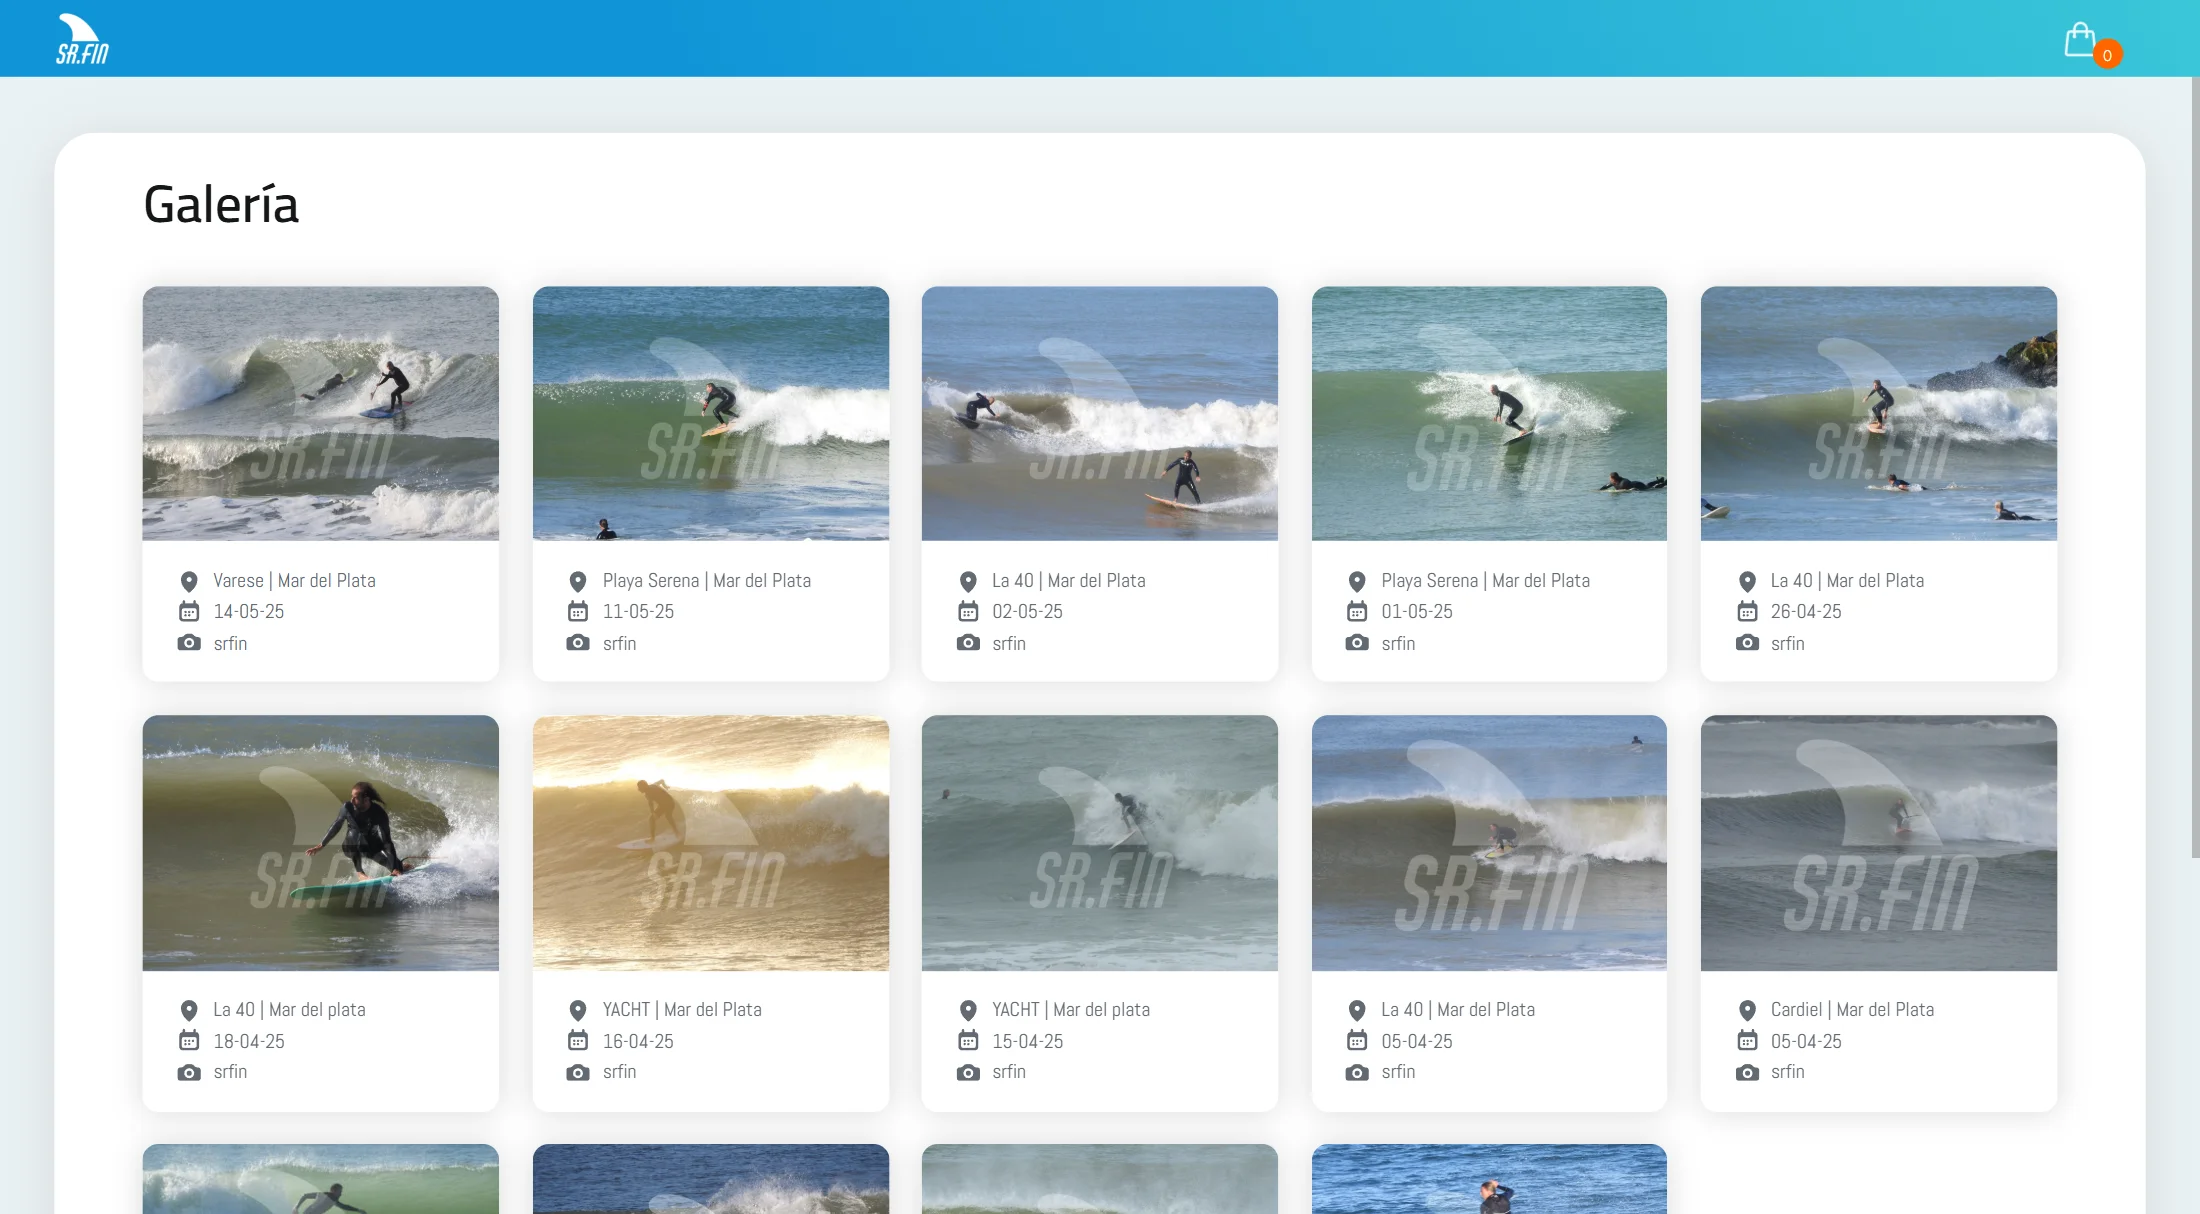 SR.FIN
0
Galería
SR.FIN
SR.FIN
SR.FIN
SR.FIN
SR.FIN
Varese | Mar del Plata
14-05-25
srfin
Playa Serena | Mar del Plata
11-05-25
srfin
La 40 | Mar del Plata
02-05-25
srfin
Playa Serena | Mar del Plata
01-05-25
srfin
La 40 | Mar del Plata
26-04-25
srfin
SR.FIN
SR.FIN
SR.FIN
SR.FIN
SR.FIN
La 40 | Mar del plata
18-04-25
srfin
YACHT | Mar del Plata
16-04-25
srfin
YACHT | Mar del plata
15-04-25
srfin
La 40 | Mar del Plata
05-04-25
srfin
Cardiel | Mar del Plata
05-04-25
srfin